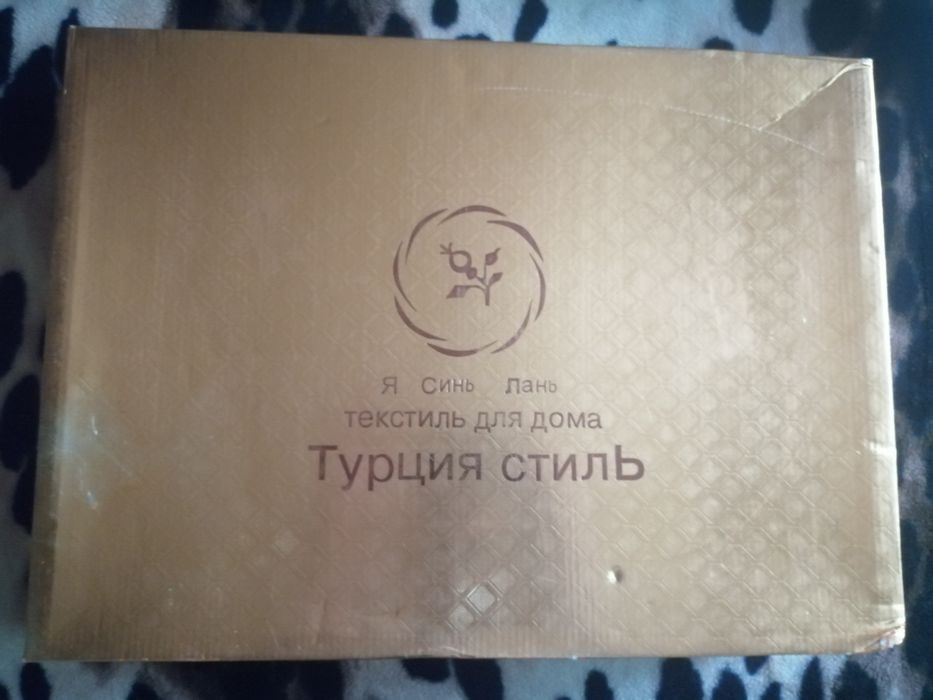 Я Синь Лань
текстиль для дома
Турция стилЬ